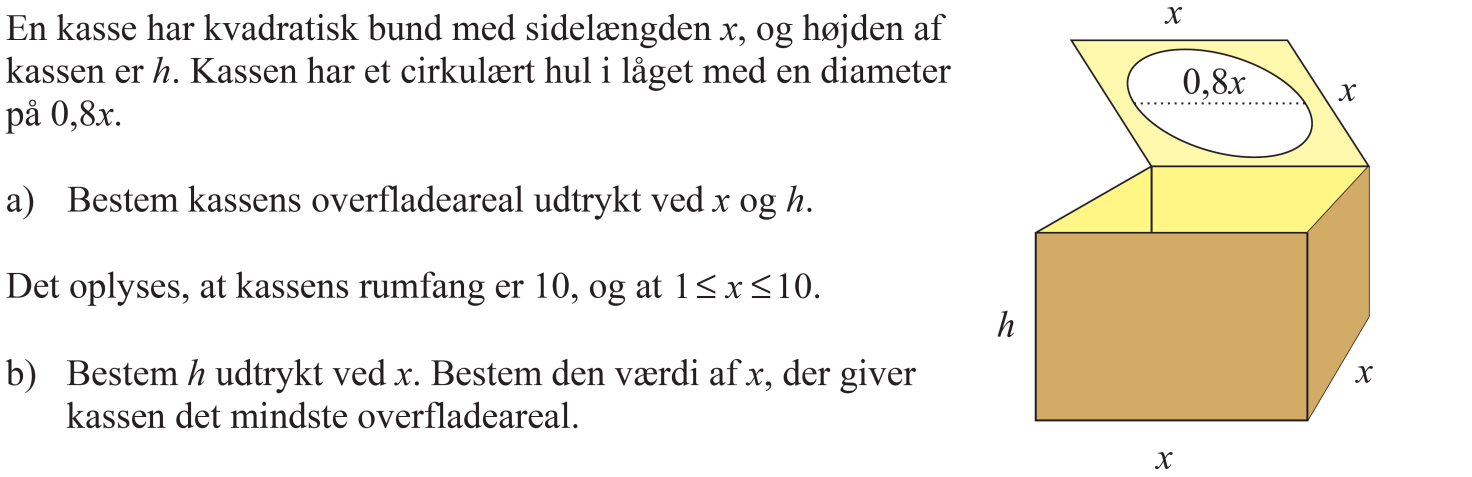 En kasse har kvadratisk bund med sidelængden x, og højden af
kassen er h. Kassen har et cirkulært hul i låget med en diameter
på 0,8x.
a) Bestem kassens overfladeareal udtrykt ved x og h.
Det oplyses, at kassens rumfang er 10, og at 1 ≤ x ≤ 10.
b) Bestem h udtrykt ved x. Bestem den værdi af x, der giver
kassen det mindste overfladeareal.
x
0,8x
x
h
x
x